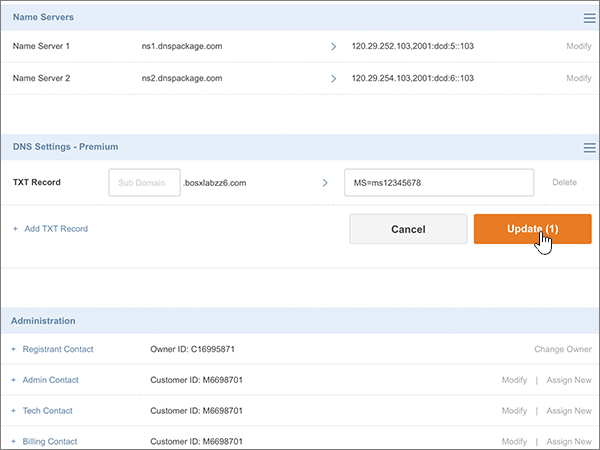 Name Servers
Name Server 1 ns1.dnspackage.com > 120.29.252.103,2001:dcd:5::103 Modify
Name Server 2 ns2.dnspackage.com > 120.29.254.103,2001:dcd:6::103 Modify
DNS Settings - Premium
TXT Record Sub Domain .bosxlabzz6.com > MS=ms12345678 Delete
+ Add TXT Record Cancel Update (1)
Administration
+ Registrant Contact Owner ID: C16995871 Change Owner
+ Admin Contact Customer ID: M6698701 Modify | Assign New
+ Tech Contact Customer ID: M6698701 Modify | Assign New
+ Billing Contact Customer ID: M6698701 Modify | Assign New